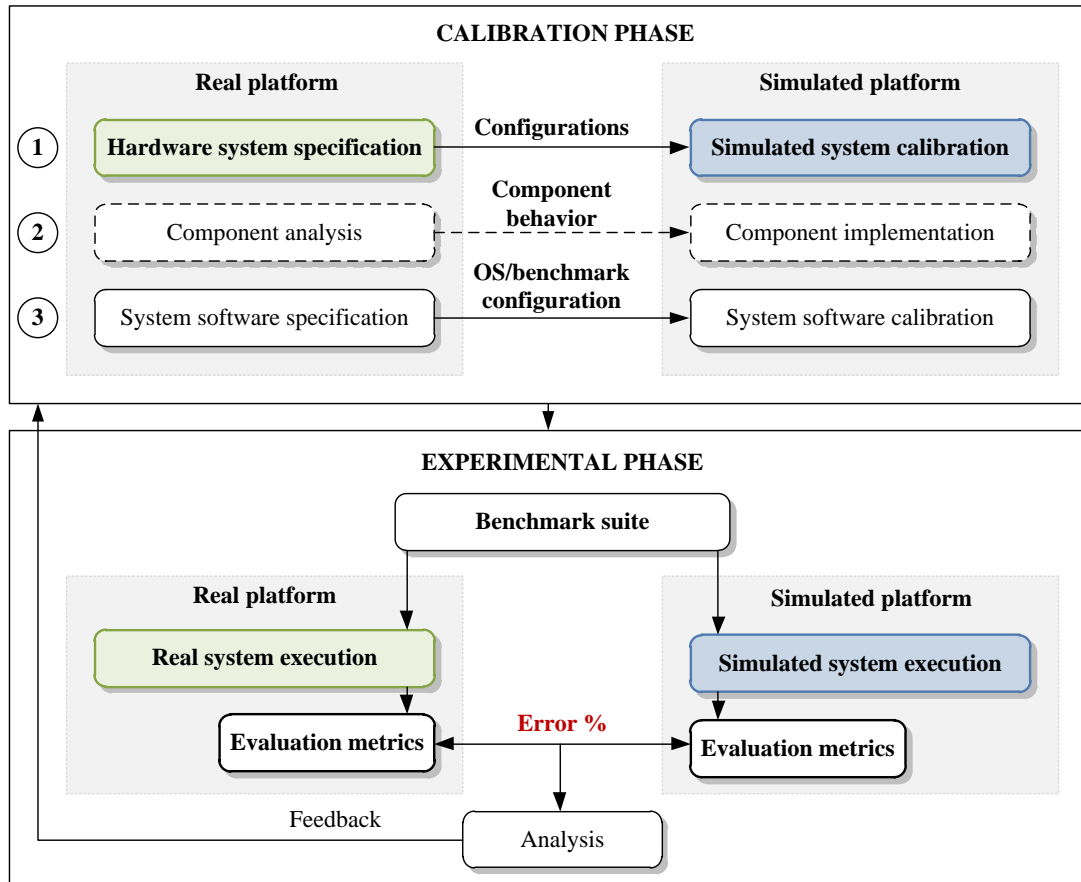 CALIBRATION PHASE
Real platform
Simulated platform
1
Hardware system specification
Configurations
Simulated system calibration
2
Component analysis
Component
behavior
Component implementation
3
System software specification
OS/benchmark
configuration
System software calibration
EXPERIMENTAL PHASE
Benchmark suite
Real platform
Simulated platform
Real system execution
Simulated system execution
Evaluation metrics
Error %
Evaluation metrics
Feedback
Analysis